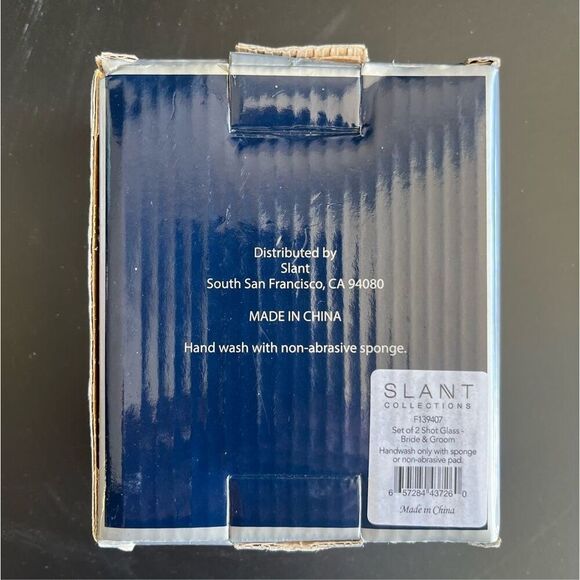 Distributed by
Slant
South San Francisco, CA 94080
MADE IN CHINA
Hand wash with non-abrasive sponge.
SLANT
COLLECTIONS
F139407
Set of 2 Shot Glass -
Bride & Groom
Handwash only with sponge
or non-abrasive pad.
6 57284 43726 0
Made in China